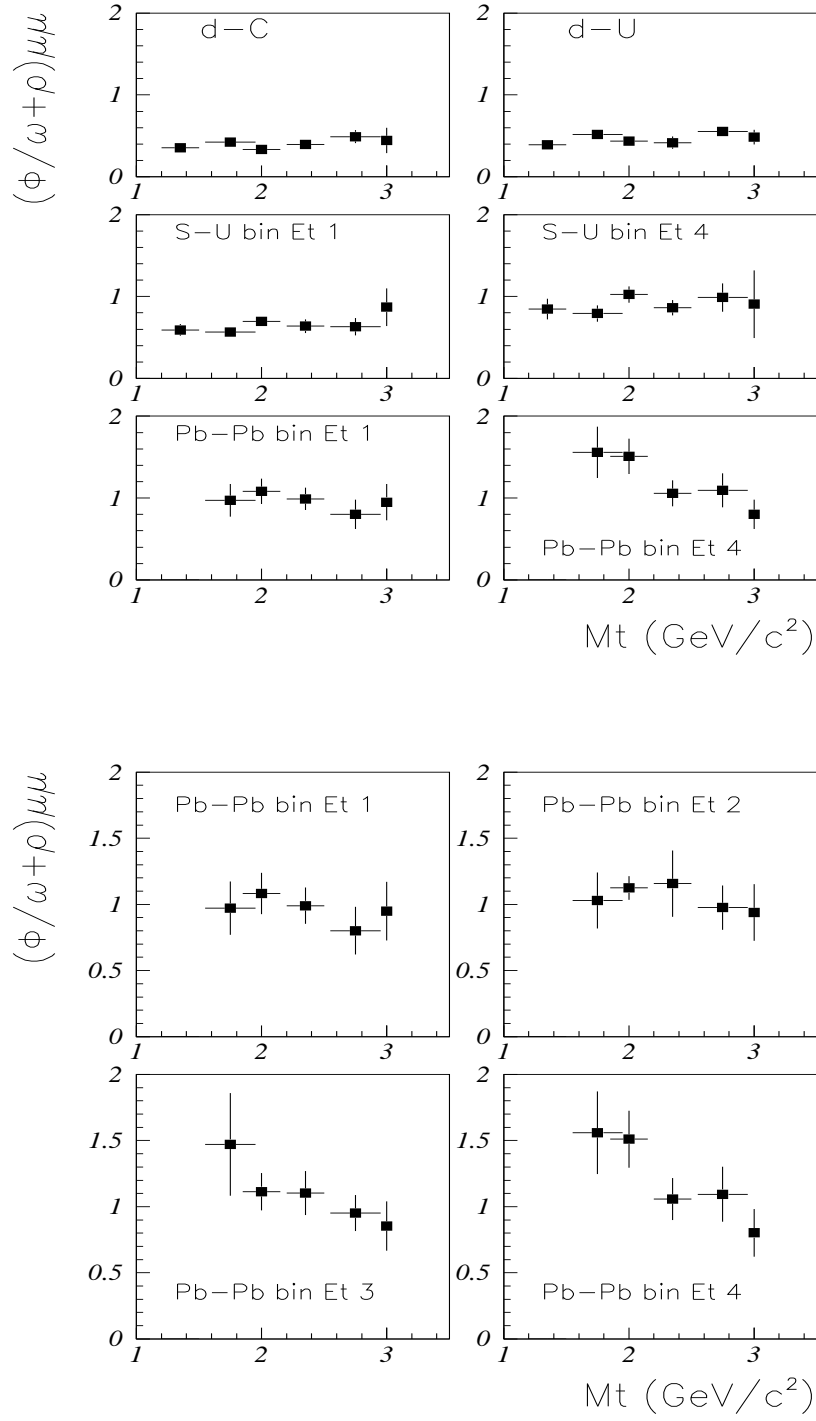 (ϕ/ω+ρ)μμ
2
1
0
d–C
1 2 3
d–U
2
1
0
1 2 3
2
1
0
S–U bin Et 1
1 2 3
S–U bin Et 4
2
1
0
1 2 3
2
1
0
Pb–Pb bin Et 1
1 2 3
2
1
0
Pb–Pb bin Et 4
1 2 3
Mt (GeV/c²)
(ϕ/ω+ρ)μμ
2
1.5
1
0.5
0
Pb–Pb bin Et 1
1 2 3
2
1.5
1
0.5
0
Pb–Pb bin Et 2
1 2 3
2
1.5
1
0.5
0
Pb–Pb bin Et 3
1 2 3
2
1.5
1
0.5
0
Pb–Pb bin Et 4
1 2 3
Mt (GeV/c²)